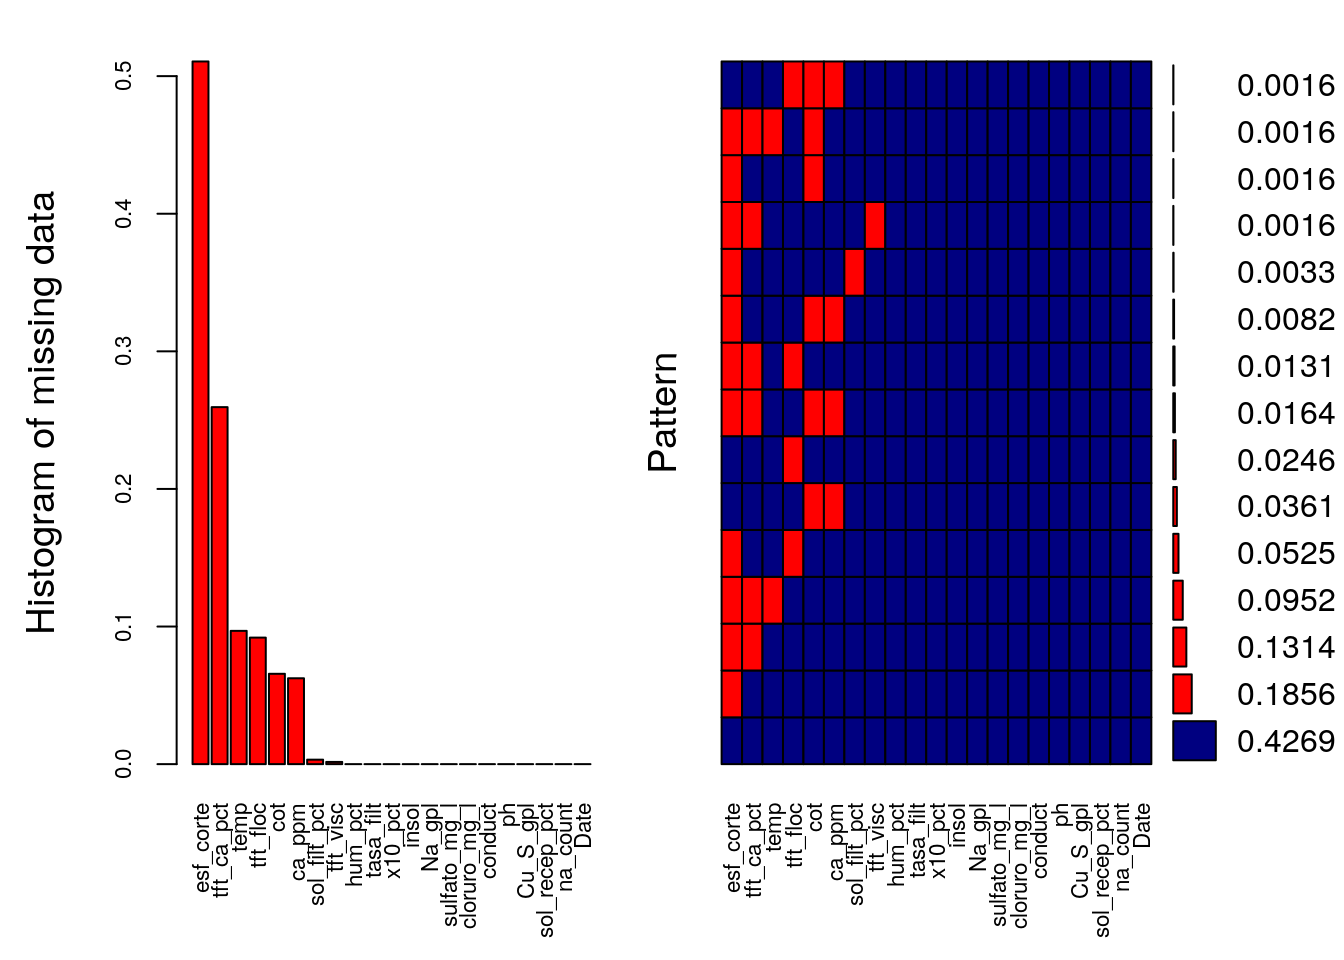 Histogram of missing data
0.5
0.4
0.3
0.2
0.1
0.0
esf_corte
tft_ca_pct
temp
tft_floc
cot
ca_ppm
sol_filt_pct
tft_visc
hum_pct
tasa_filt
x10_pct
insol
Na_gpl
sulfato_mg_l
cloruro_mg_l
conduct
ph
Cu_S_gpl
sol_recep_pct
na_count
Date
Pattern
0.0016
0.0016
0.0016
0.0016
0.0033
0.0082
0.0131
0.0164
0.0246
0.0361
0.0525
0.0952
0.1314
0.1856
0.4269
esf_corte
tft_ca_pct
temp
tft_floc
cot
ca_ppm
sol_filt_pct
tft_visc
hum_pct
tasa_filt
x10_pct
insol
Na_gpl
sulfato_mg_l
cloruro_mg_l
conduct
ph
Cu_S_gpl
sol_recep_pct
na_count
Date